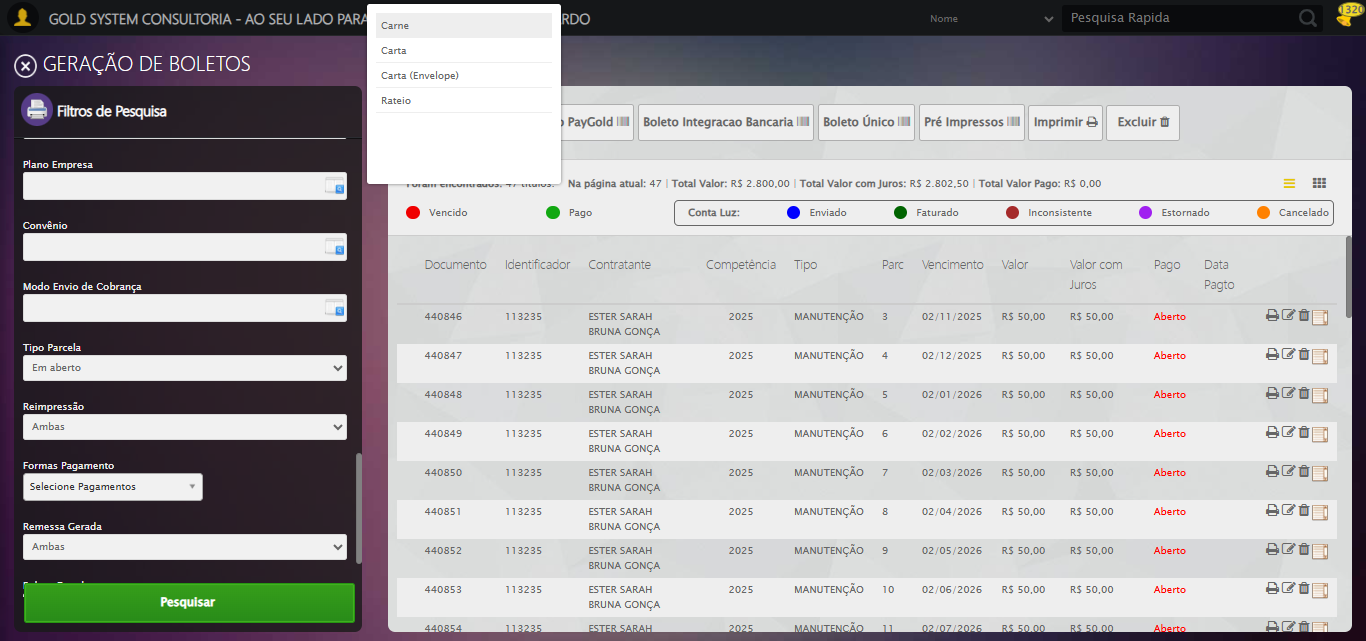 GOLD SYSTEM CONSULTORIA - AO SEU LADO PARA
RDO
Nome
Pesquisa Rapida
1320
Carne
Carta
Carta (Envelope)
Rateio
GERAÇÃO DE BOLETOS
Filtros de Pesquisa
Plano Empresa
Convênio
Modo Envio de Cobrança
Tipo Parcela
Em aberto
Reimpressão
Ambas
Formas Pagamento
Selecione Pagamentos
Remessa Gerada
Ambas
Pesquisar
PayGold
Boleto Integracao Bancaria
Boleto Único
Pré Impressos
Imprimir
Excluir
Foram encontrados: 47 títulos. Na página atual: 47 | Total Valor: R$ 2.800,00 | Total Valor com Juros: R$ 2.802,50 | Total Valor Pago: R$ 0,00
Vencido Pago Conta Luz: Enviado Faturado Inconsistente Estornado Cancelado
Documento Identificador Contratante Competência Tipo Parc Vencimento Valor Valor com Pago Data
Juros Pagto
440846 113235 ESTER SARAH 2025 MANUTENÇÃO 3 02/11/2025 R$ 50,00 R$ 50,00 Aberto
BRUNA GONÇA
440847 113235 ESTER SARAH 2025 MANUTENÇÃO 4 02/12/2025 R$ 50,00 R$ 50,00 Aberto
BRUNA GONÇA
440848 113235 ESTER SARAH 2025 MANUTENÇÃO 5 02/01/2026 R$ 50,00 R$ 50,00 Aberto
BRUNA GONÇA
440849 113235 ESTER SARAH 2025 MANUTENÇÃO 6 02/02/2026 R$ 50,00 R$ 50,00 Aberto
BRUNA GONÇA
440850 113235 ESTER SARAH 2025 MANUTENÇÃO 7 02/03/2026 R$ 50,00 R$ 50,00 Aberto
BRUNA GONÇA
440851 113235 ESTER SARAH 2025 MANUTENÇÃO 8 02/04/2026 R$ 50,00 R$ 50,00 Aberto
BRUNA GONÇA
440852 113235 ESTER SARAH 2025 MANUTENÇÃO 9 02/05/2026 R$ 50,00 R$ 50,00 Aberto
BRUNA GONÇA
440853 113235 ESTER SARAH 2025 MANUTENÇÃO 10 02/06/2026 R$ 50,00 R$ 50,00 Aberto
BRUNA GONÇA
440854 113235 ESTER SARAH 2025 MANUTENÇÃO 11 02/07/2026 R$ 50,00 R$ 50,00 Aberto